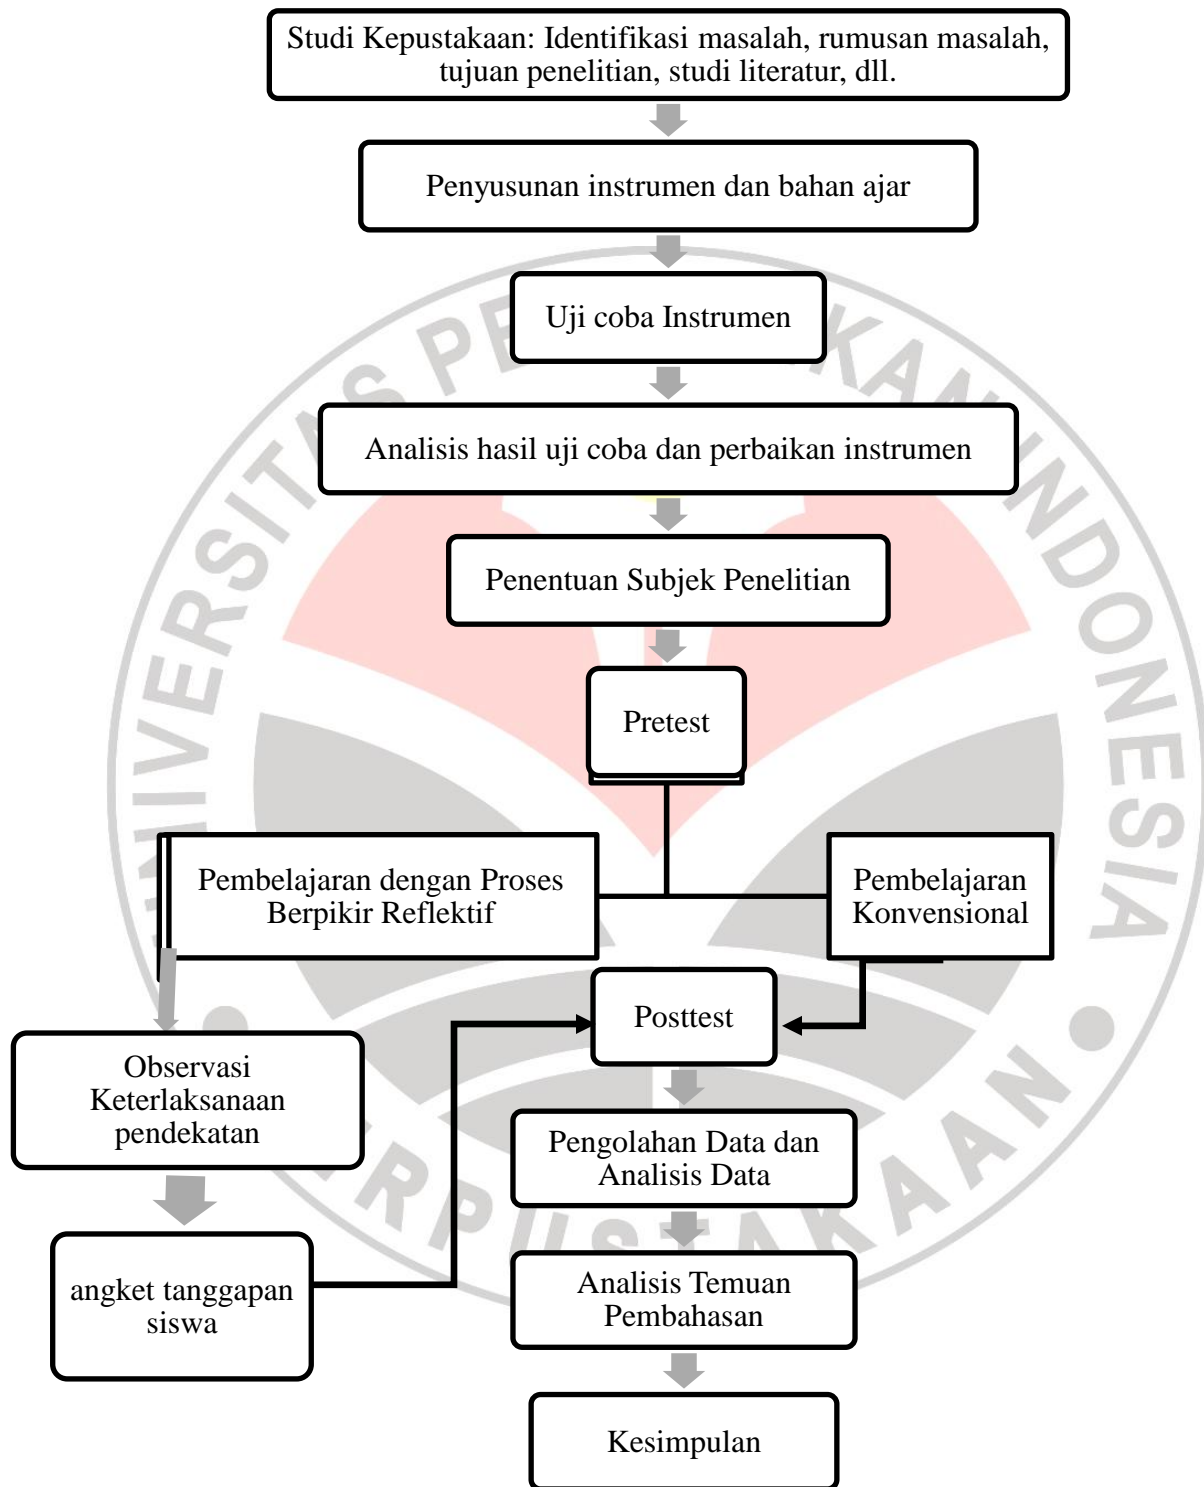 Studi Kepustakaan: Identifikasi masalah, rumusan masalah,
tujuan penelitian, studi literatur, dll.
Penyusunan instrumen dan bahan ajar
Uji coba Instrumen
Analisis hasil uji coba dan perbaikan instrumen
Penentuan Subjek Penelitian
Pretest
Pembelajaran dengan Proses
Berpikir Reflektif
Pembelajaran
Konvensional
Posttest
Observasi
Keterlaksanaan
pendekatan
angket tanggapan
siswa
Pengolahan Data dan
Analisis Data
Analisis Temuan
Pembahasan
Kesimpulan
UNIVERSITAS
INDONESIA